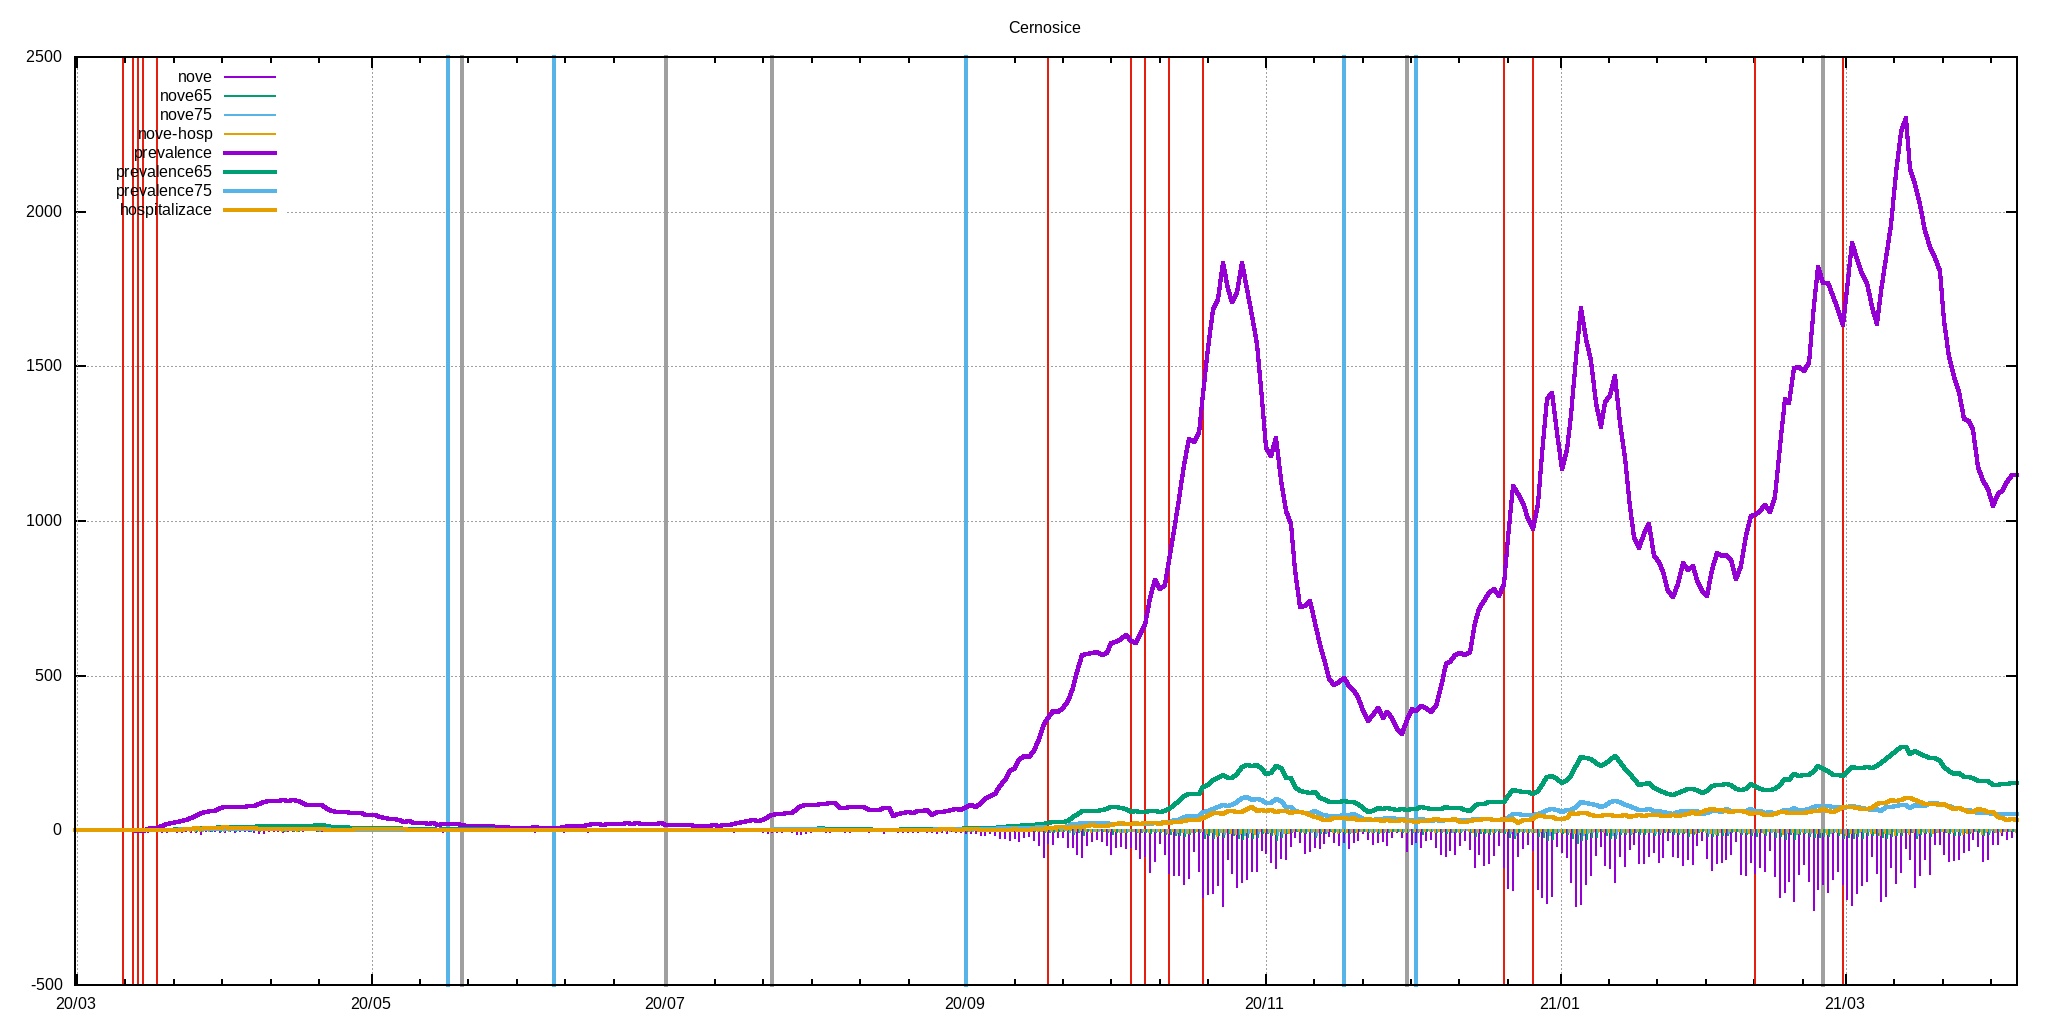 Cernosice
2500
nove
nove65
nove75
nove-hosp
prevalence
prevalence65
prevalence75
hospitalizace
2000
1500
1000
500
0
-500
20/03 20/05 20/07 20/09 20/11 21/01 21/03